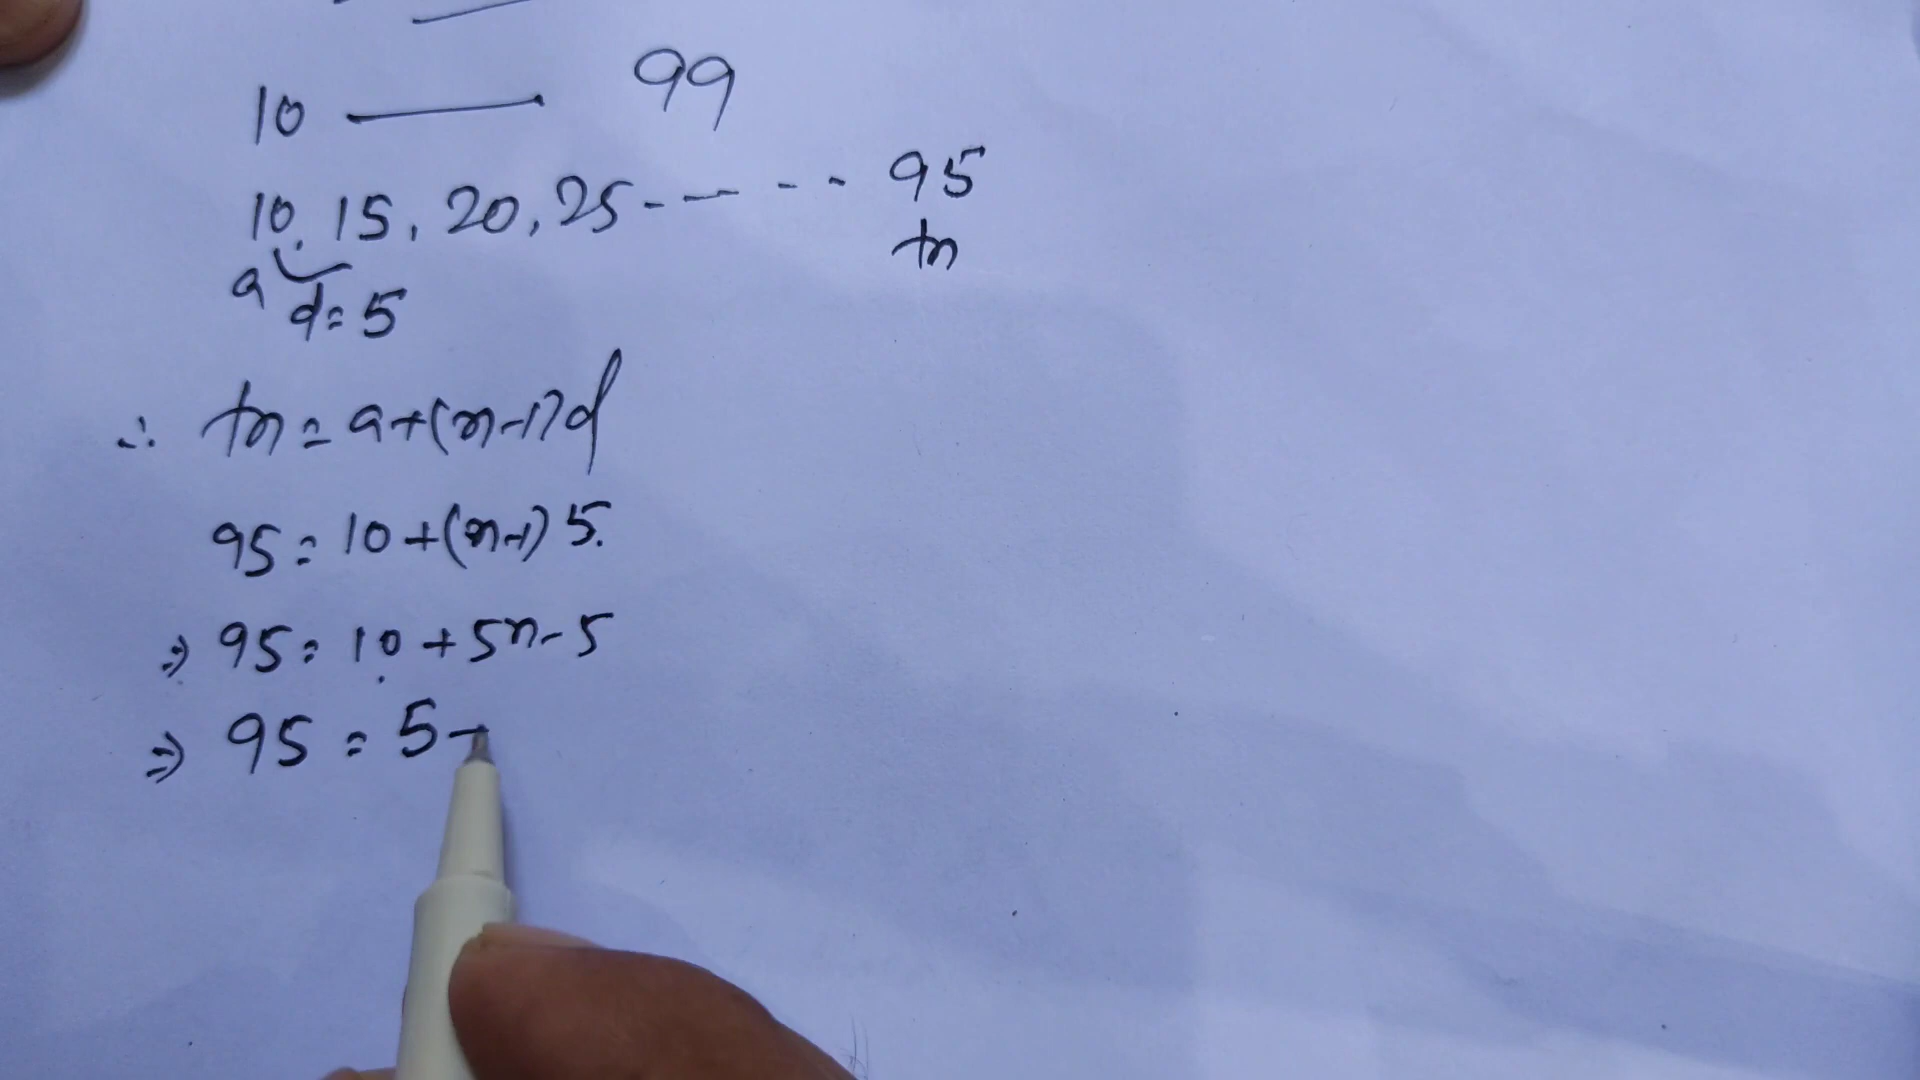 10 —— 99
10, 15, 20, 25 - - - - - 95
a tn
d = 5
∴ tn = a+(n-1)d
95 = 10+(n-1) 5.
⇒ 95 = 10 + 5n - 5
⇒ 95 = 5 -